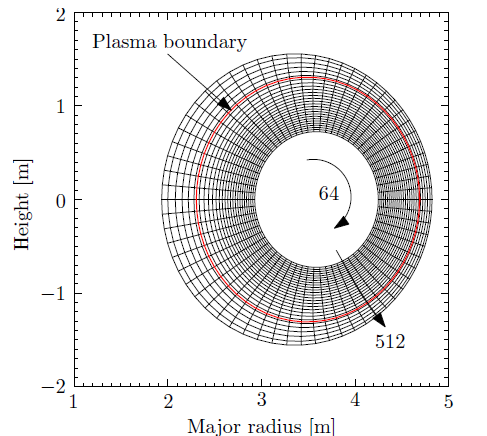 2
Plasma boundary
1
Height [m]
0
64
−1
512
−2
1 2 3 4 5
Major radius [m]